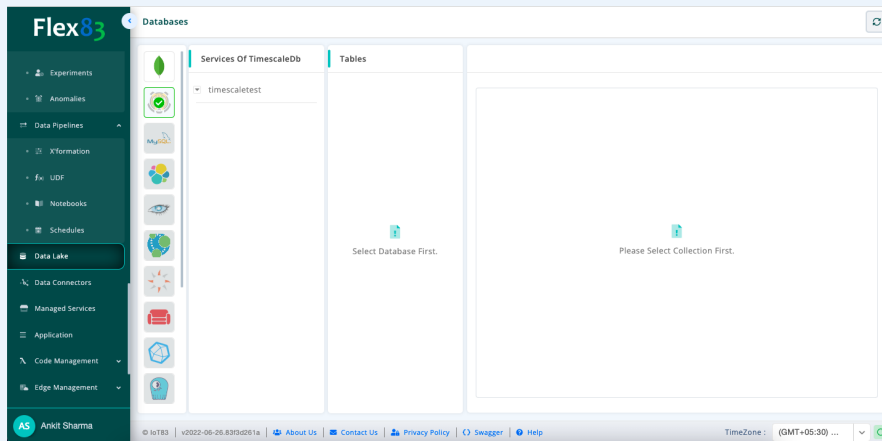 Flex83
Databases
Experiments
Anomalies
Data Pipelines
X'formation
UDF
Notebooks
Schedules
Data Lake
Data Connectors
Managed Services
Application
Code Management
Edge Management
AS Ankit Sharma
MySQL
Services Of TimescaleDb
timescaletest
Tables
Select Database First.
Please Select Collection First.
© IoT83 | v2022-06-26.83f3d261a | About Us | Contact Us | Privacy Policy | Swagger | Help
TimeZone : (GMT+05:30) ...